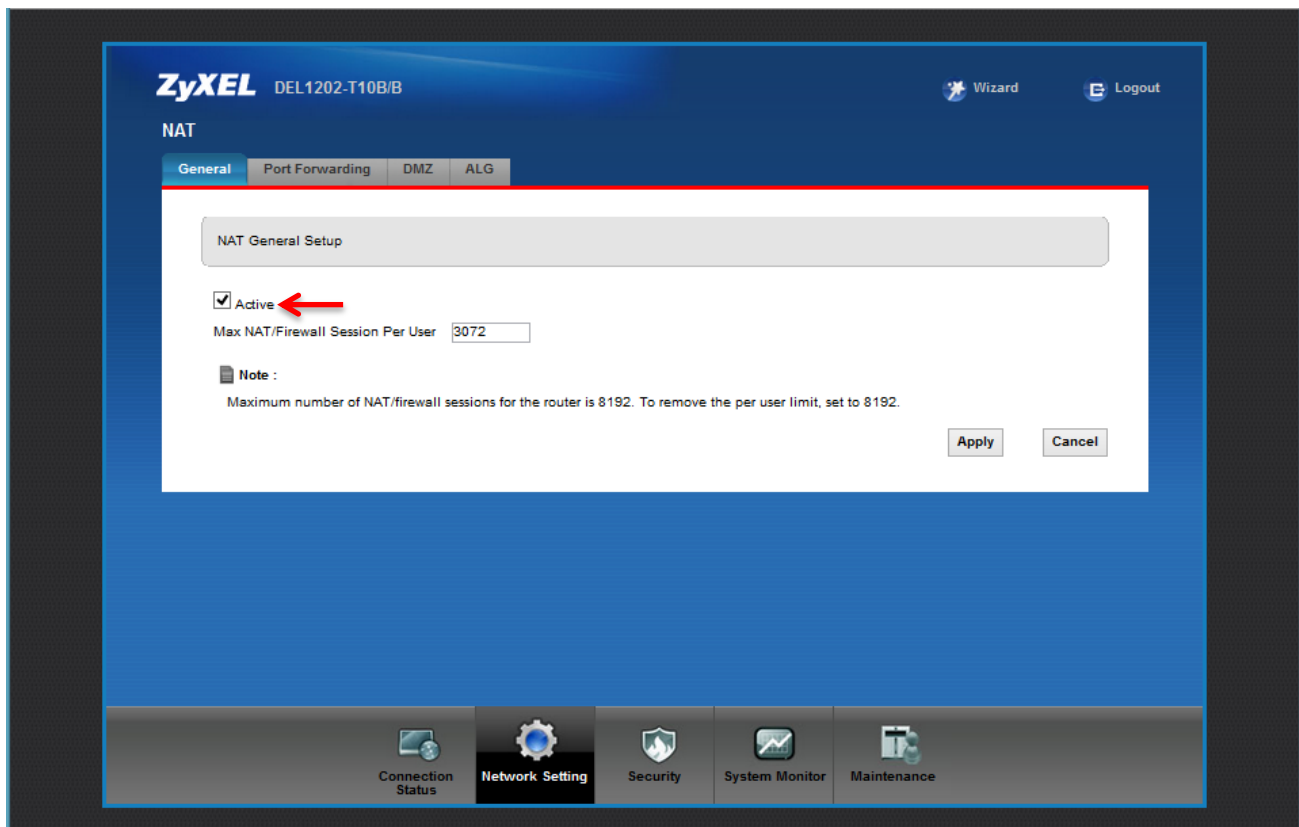 ZyXEL DEL1202-T10B/B
Wizard
Logout
NAT
General Port Forwarding DMZ ALG
NAT General Setup
Active
Max NAT/Firewall Session Per User 3072
Note :
Maximum number of NAT/firewall sessions for the router is 8192. To remove the per user limit, set to 8192.
Apply Cancel
Connection
Status
Network Setting
Security
System Monitor
Maintenance